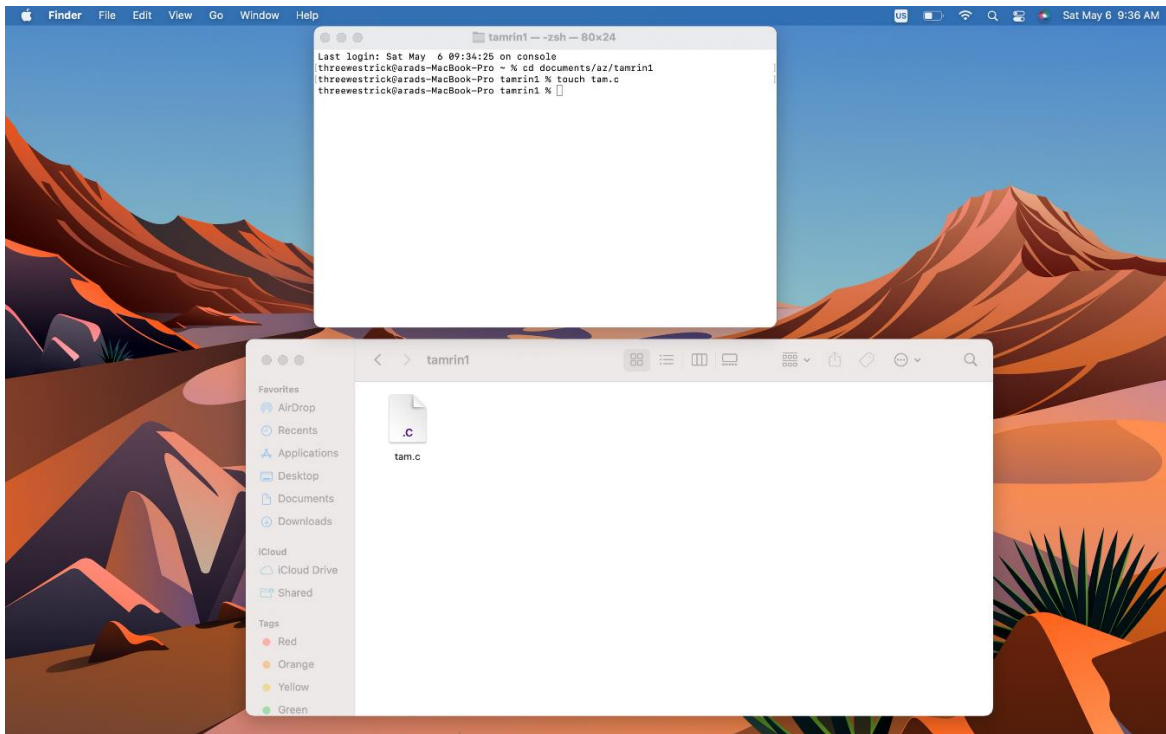 Finder File Edit View Go Window Help US Sat May 6 9:36 AM
tamrin1 — -zsh — 80×24
Last login: Sat May  6 09:34:25 on console
[threewestrick@arads-MacBook-Pro ~ % cd documents/az/tamrin1 ]
[threewestrick@arads-MacBook-Pro tamrin1 % touch tam.c ]
threewestrick@arads-MacBook-Pro tamrin1 %
tamrin1
Favorites
AirDrop
Recents
Applications
Desktop
Documents
Downloads
iCloud
iCloud Drive
Shared
Tags
Red
Orange
Yellow
Green
.C
tam.c